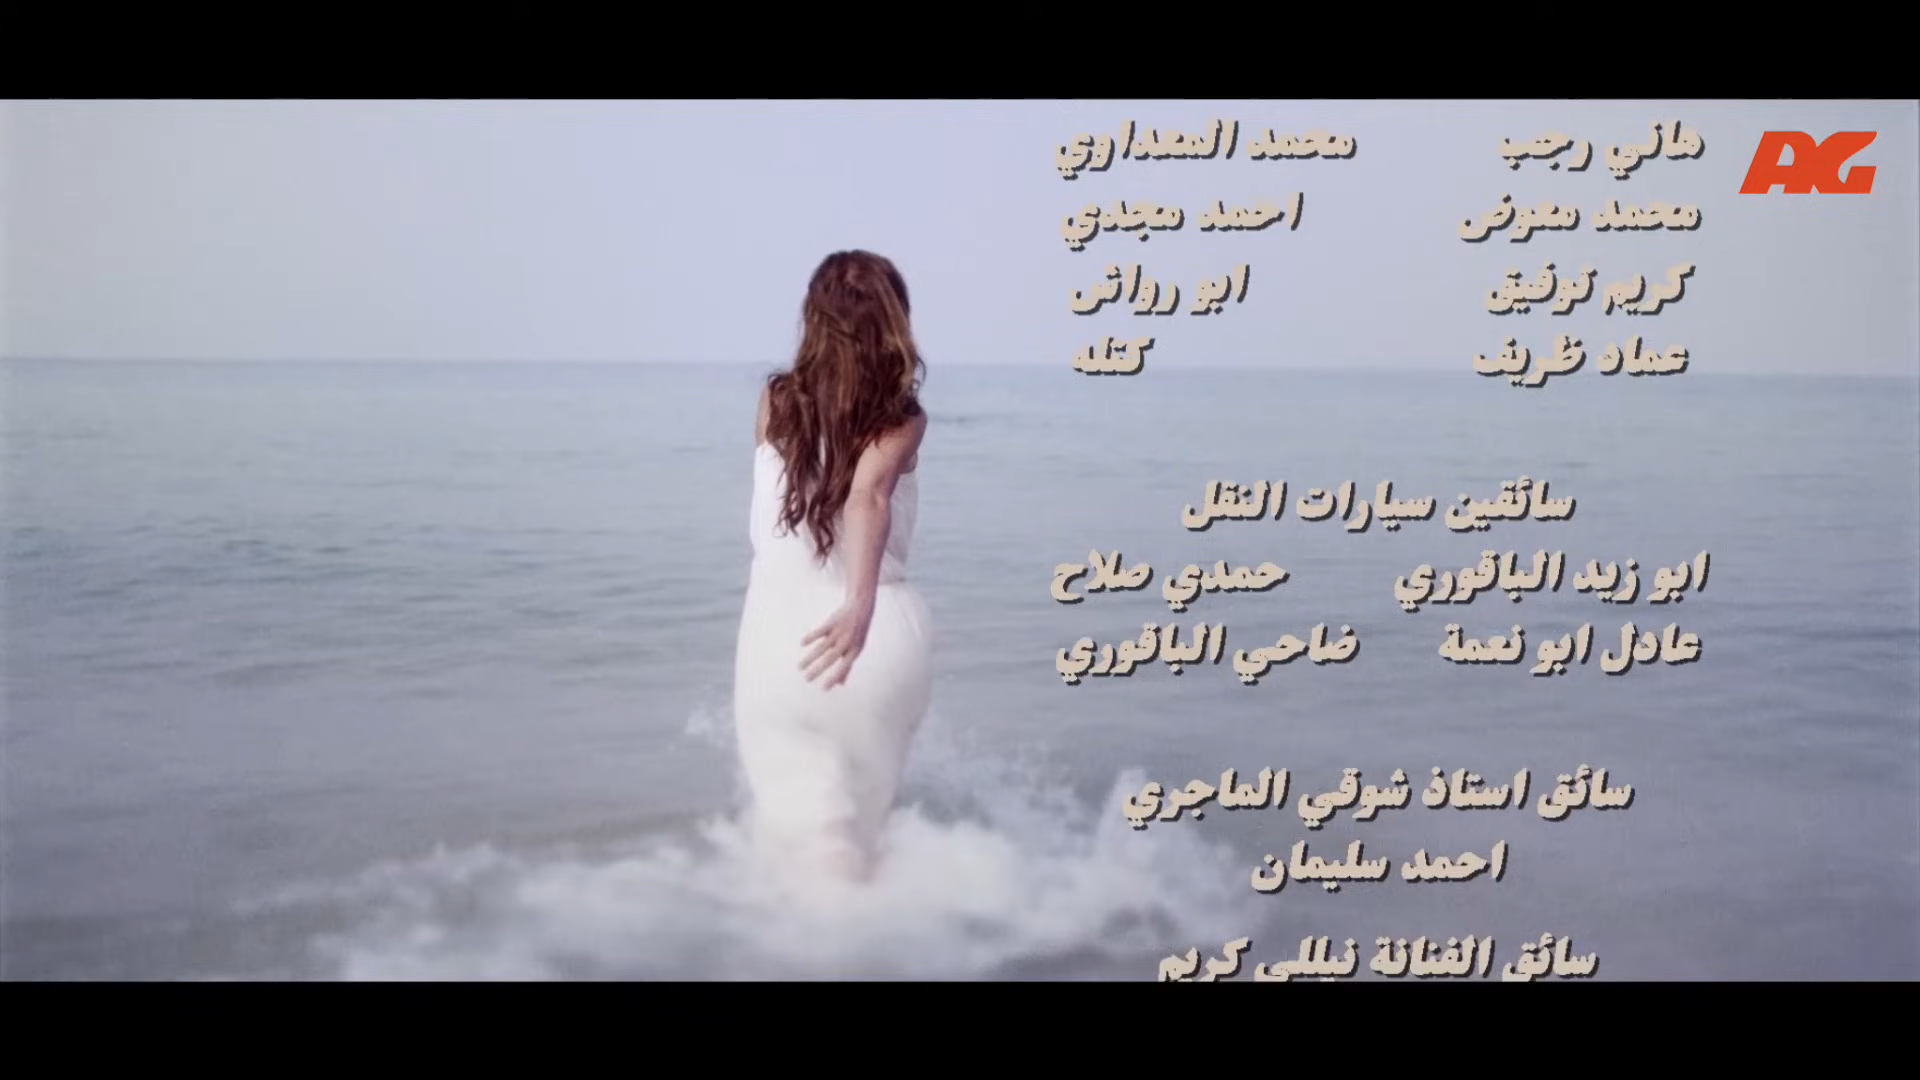 هاني رجب محمد المعداوي
محمد معوض احمد مجدي
كريم توفيق ابو رواش
عماد ظريف كتله
سائقين سيارات النقل
ابو زيد الباقوري حمدي صلاح
عادل ابو نعمة ضاحي الباقوري
سائق استاذ شوقي الماجري
احمد سليمان
سائق الفنانة نيللي كريم
AG